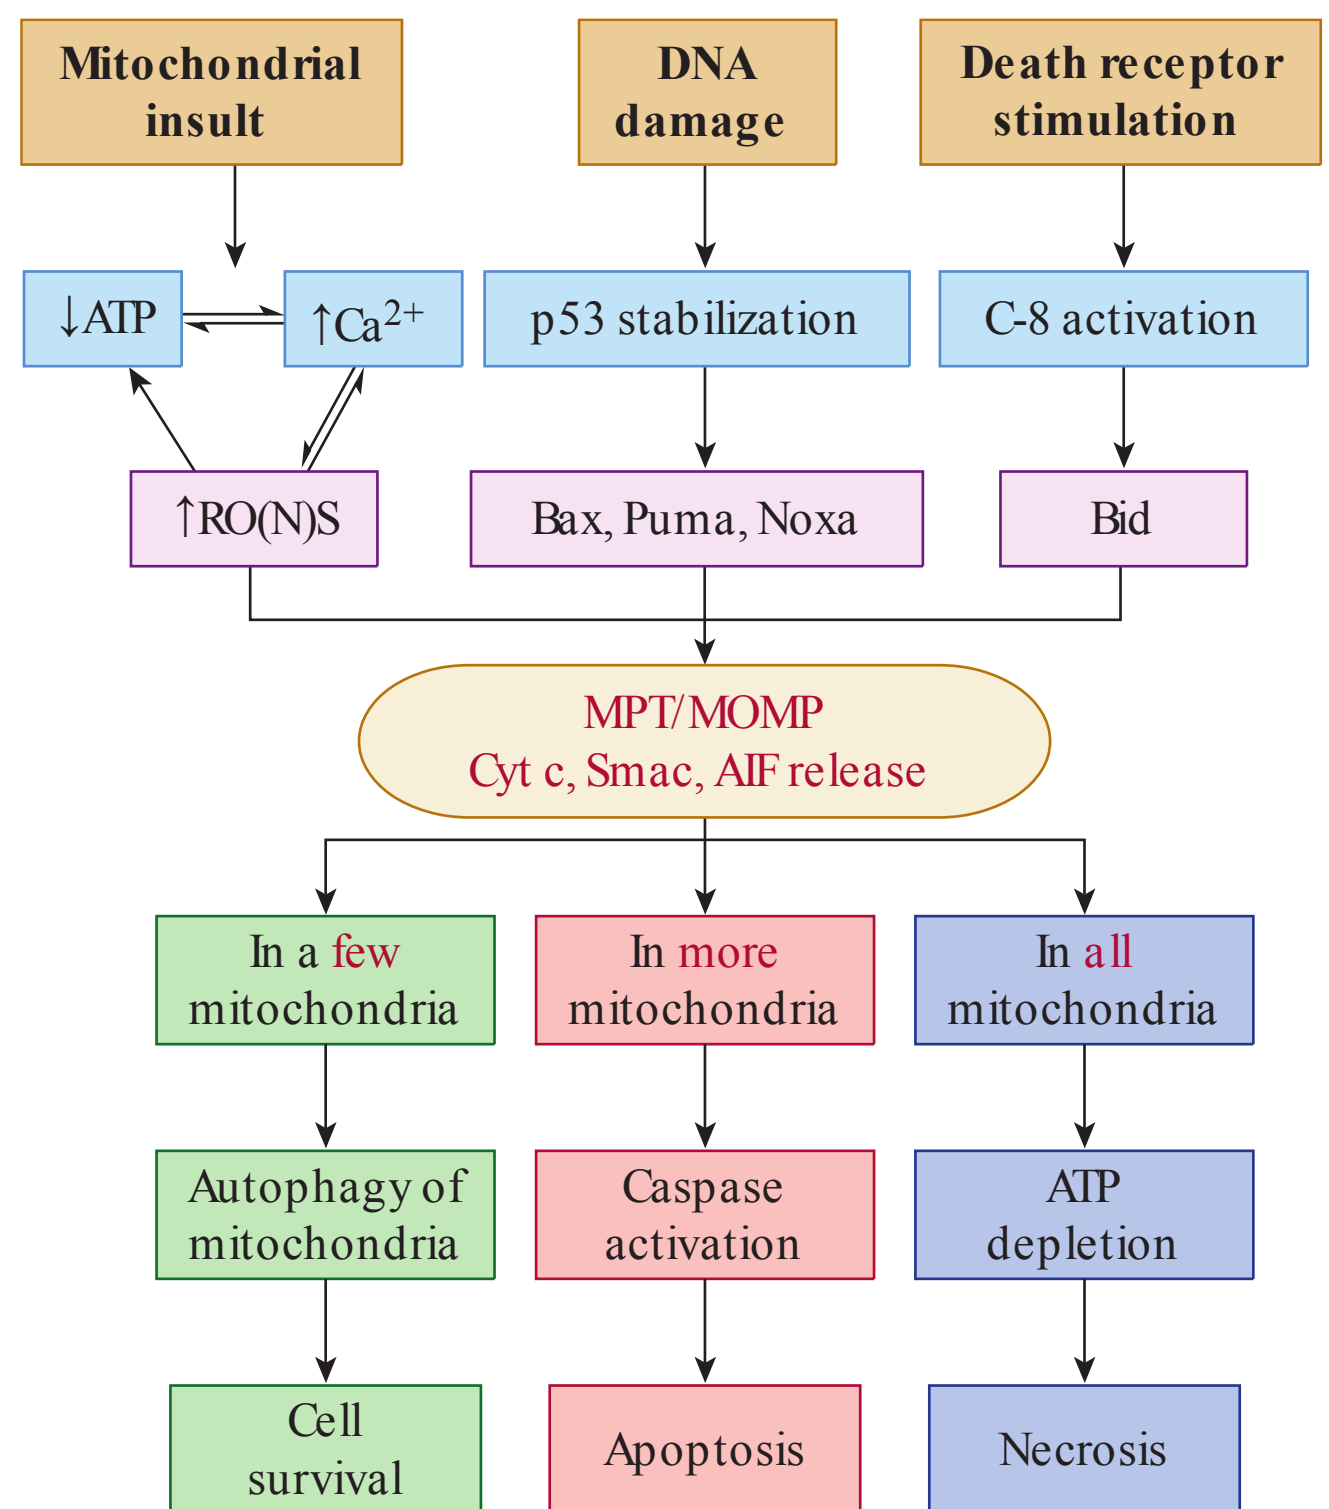 Mitochondrial
insult
DNA
damage
Death receptor
stimulation
↓ATP
↑Ca²⁺
p53 stabilization
C-8 activation
↑RO(N)S
Bax, Puma, Noxa
Bid
MPT/MOMP
Cyt c, Smac, AIF release
In a few
mitochondria
In more
mitochondria
In all
mitochondria
Autophagy of
mitochondria
Caspase
activation
ATP
depletion
Cell
survival
Apoptosis
Necrosis